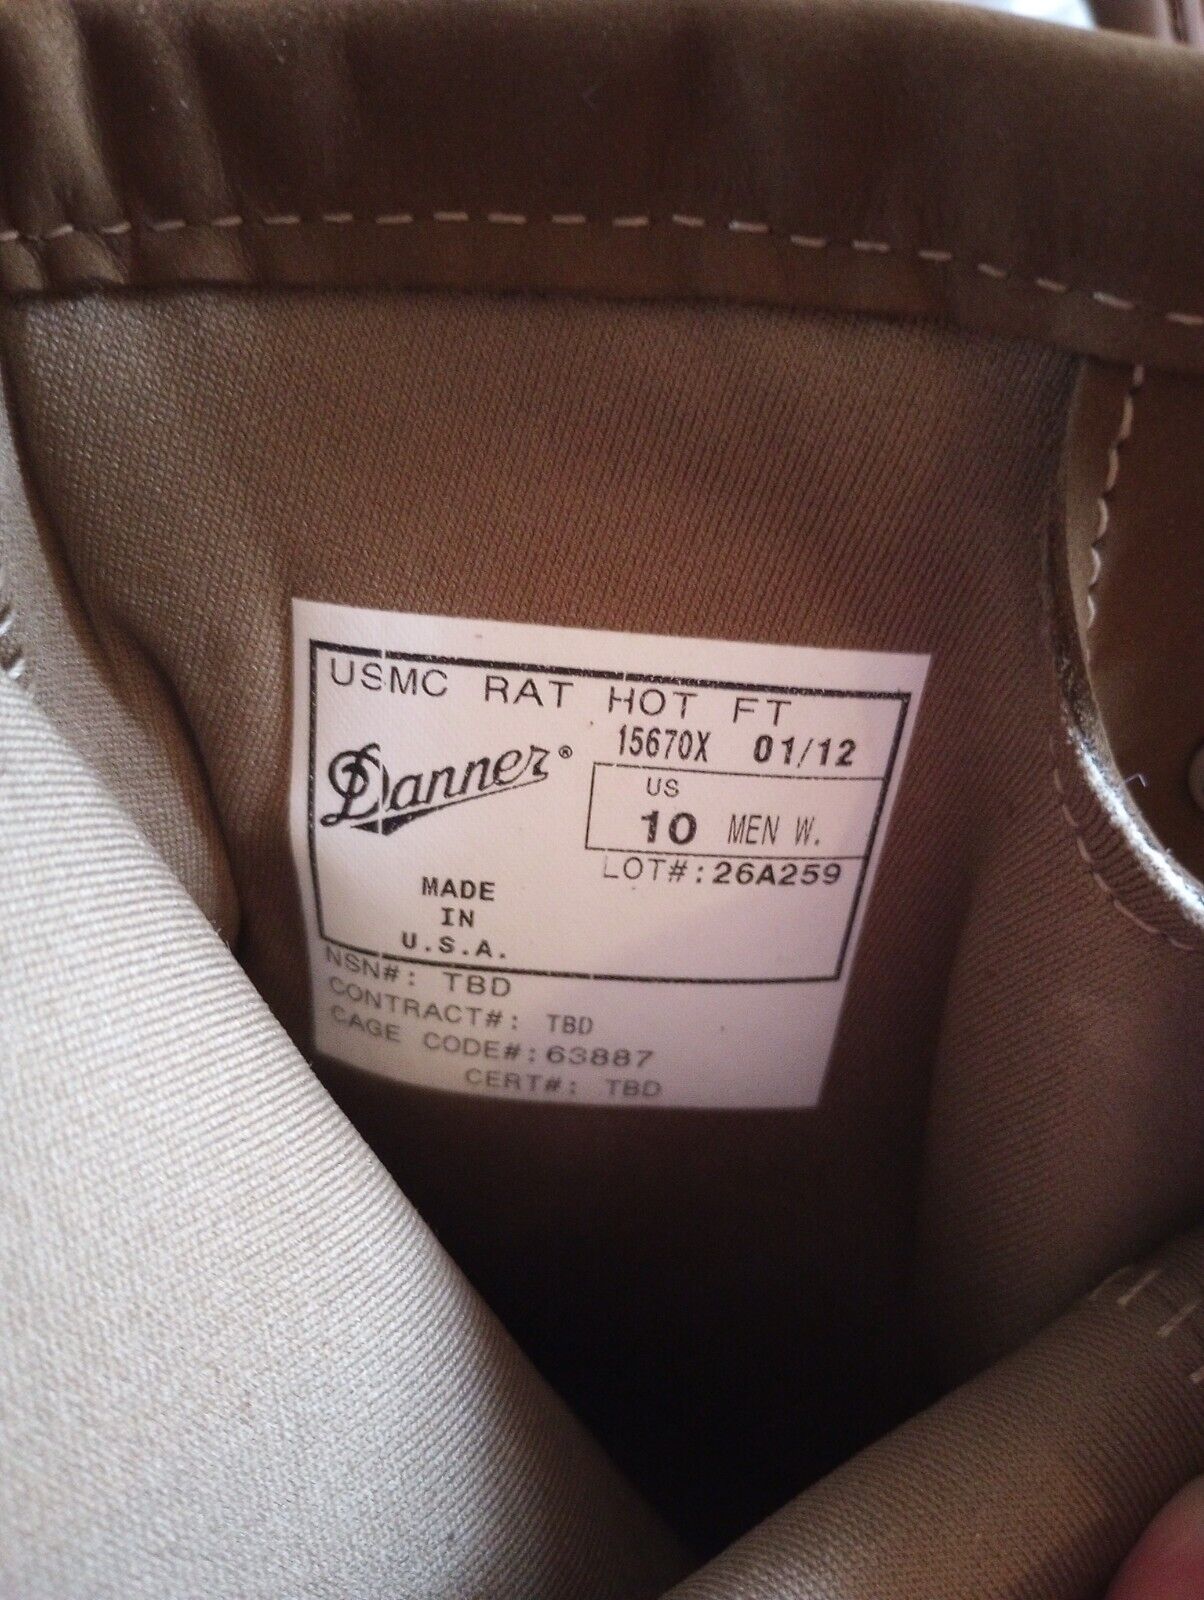 USMC RAT HOT FT
Danner®
15670X 01/12
US
10 MEN W.
LOT#:26A259
MADE
IN
U.S.A.
NSN#: TBD
CONTRACT#: TBD
CAGE CODE#:63887
CERT#: TBD